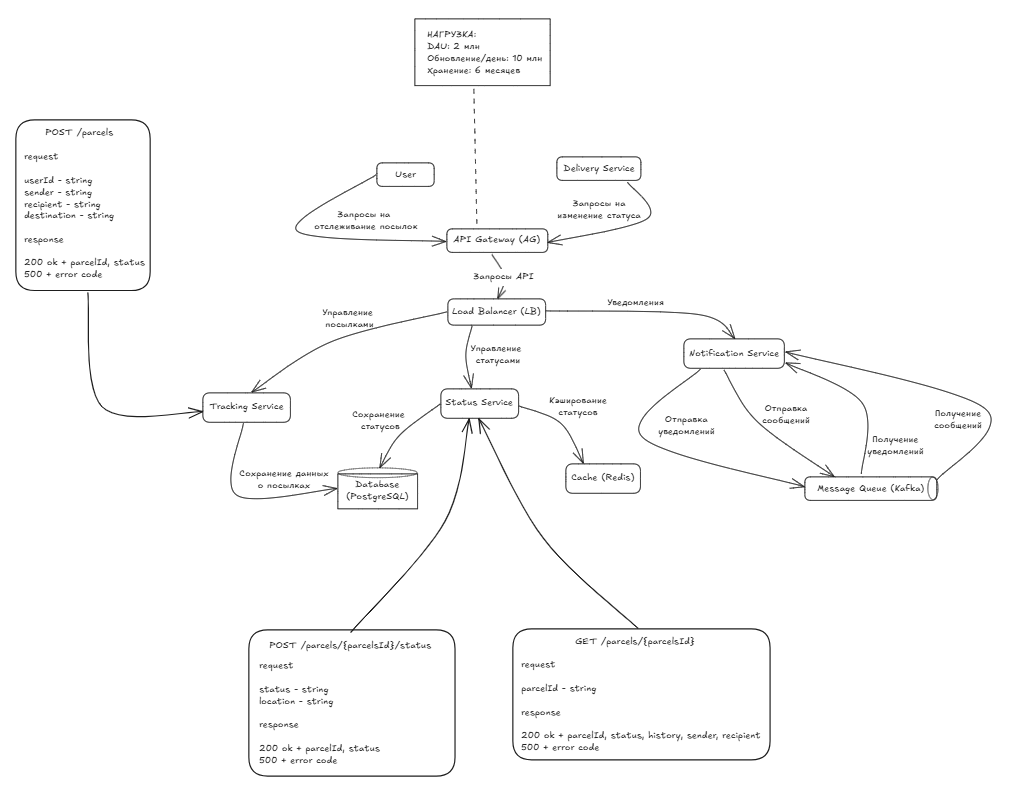 НАГРУЗКА:
DAU: 2 млн
Обновление/день: 10 млн
Хранение: 6 месяцев
POST /parcels
request
userId - string
sender - string
recipient - string
destination - string
response
200 ok + parcelId, status
500 + error code
User
Delivery Service
Запросы на
отслеживание посылок
Запросы на
изменение статуса
API Gateway (AG)
Запросы API
Load Balancer (LB)
Управление
посылками
Управление
статусами
Уведомления
Notification Service
Tracking Service
Status Service
Сохранение
статусов
Кэширование
статусов
Отправка
уведомлений
Отправка
сообщений
Получение
уведомлений
Получение
сообщений
Сохранение данных
о посылках
Database
(PostgreSQL)
Cache (Redis)
Message Queue (Kafka)
POST /parcels/{parcelsId}/status
request
status - string
location - string
response
200 ok + parcelId, status
500 + error code
GET /parcels/{parcelsId}
request
parcelId - string
response
200 ok + parcelId, status, history, sender, recipient
500 + error code